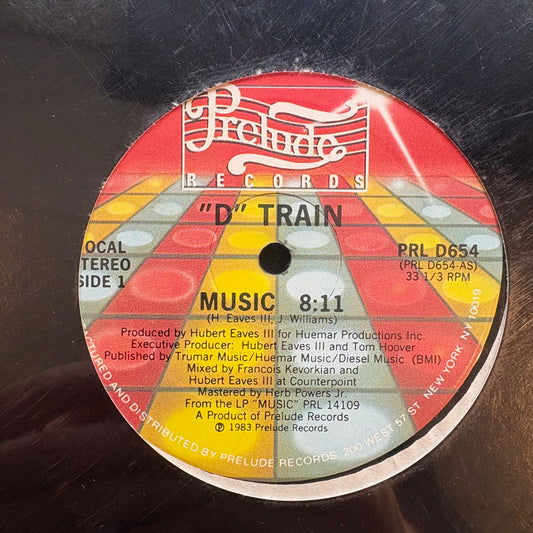 Prelude
RECORDS
"D" TRAIN
OCAL
TEREO
SIDE 1
PRL D654
(PRL D654-AS)
33 1/3 RPM
MUSIC 8:11
(H. Eaves III, J. Williams)
Produced by Hubert Eaves III for Huemar Productions Inc.
Executive Producer: Hubert Eaves III and Tom Hoover
Published by Trumar Music/Huemar Music/Diesel Music (BMI)
Mixed by Francois Kevorkian and
Hubert Eaves III at Counterpoint
Mastered by Herb Powers Jr.
From the LP "MUSIC" PRL 14109
A Product of Prelude Records
℗ 1983 Prelude Records
ACTURED AND DISTRIBUTED BY PRELUDE RECORDS, 200 WEST 57 ST. NEW YORK, NY 10019